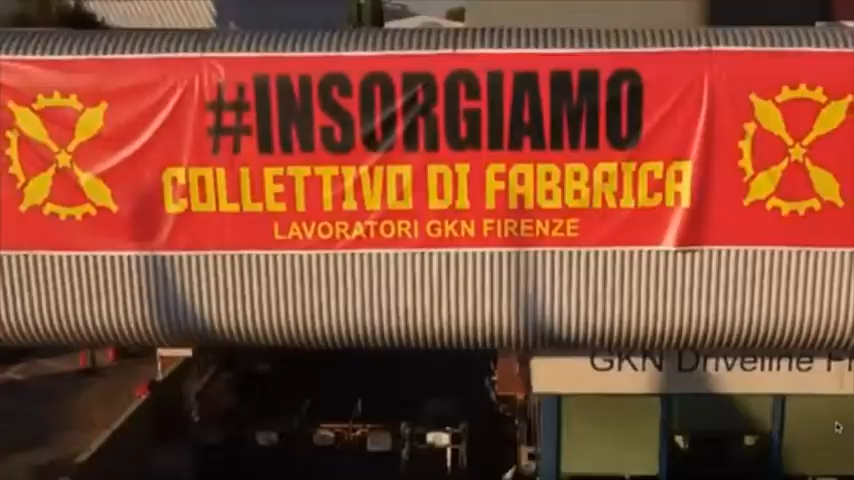 #INSORGIAMO
COLLETTIVO DI FABBRICA
LAVORATORI GKN FIRENZE
GKN Driveline